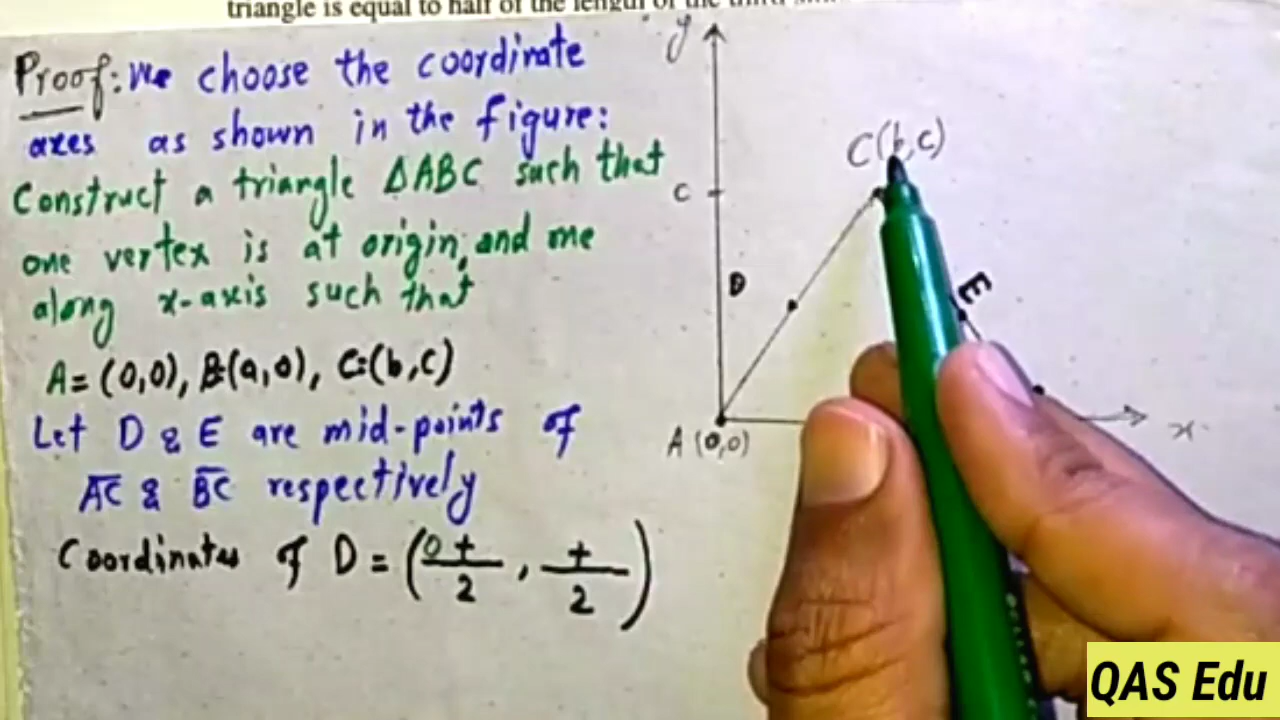 triangle is equal to half of the length of the third
Proof: We choose the coordinate
axes as shown in the figure:
Construct a triangle ΔABC such that
one vertex is at origin, and one
along x-axis such that
A= (0,0), B=(a,0), C=(b,c)
Let D & E are mid-points of
A̅C̅ & B̅C̅ respectively
Coordinates of D = (0 + / 2 , + / 2)
y
C(b,c)
C
D
E
A (0,0)
x
QAS Edu